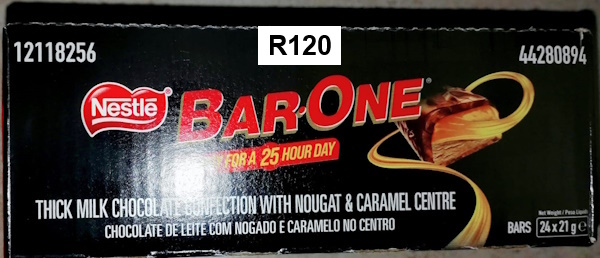 R120
12118256
44280894
Nestlé
BAR·ONE®
FOR A 25 HOUR DAY
THICK MILK CHOCOLATE CONFECTION WITH NOUGAT & CARAMEL CENTRE
CHOCOLATE DE LEITE COM NOGADO E CARAMELO NO CENTRO
Net Weight / Peso Líquido
BARS 24 x 21 g e